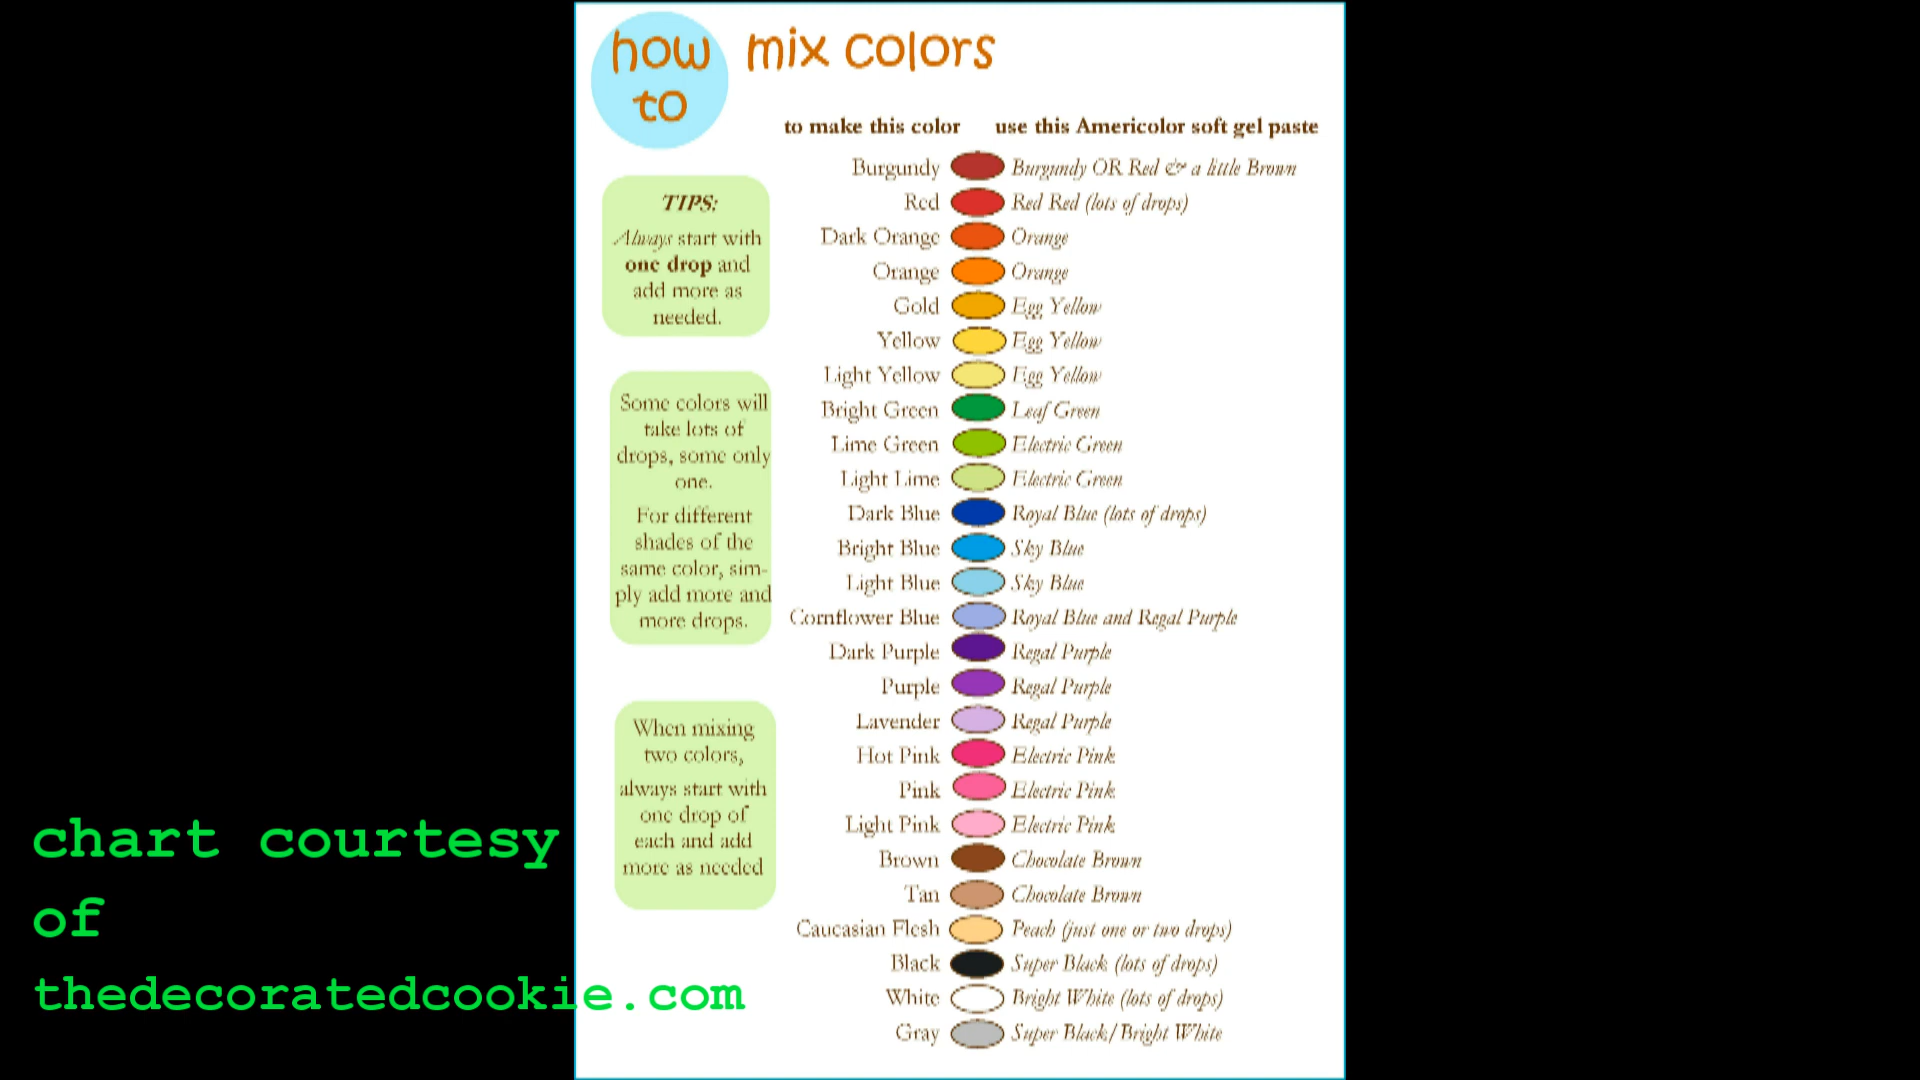 how to mix colors
to make this color use this Americolor soft gel paste
Burgundy Burgundy OR Red & a little Brown
Red Red Red (lots of drops)
Dark Orange Orange
Orange Orange
Gold Egg Yellow
Yellow Egg Yellow
Light Yellow Egg Yellow
Bright Green Leaf Green
Lime Green Electric Green
Light Lime Electric Green
Dark Blue Royal Blue (lots of drops)
Bright Blue Sky Blue
Light Blue Sky Blue
Cornflower Blue Royal Blue and Regal Purple
Dark Purple Regal Purple
Purple Regal Purple
Lavender Regal Purple
Hot Pink Electric Pink
Pink Electric Pink
Light Pink Electric Pink
Brown Chocolate Brown
Tan Chocolate Brown
Caucasian Flesh Peach (just one or two drops)
Black Super Black (lots of drops)
White Bright White (lots of drops)
Gray Super Black/Bright White
TIPS:
Always start with
one drop and
add more as
needed.
Some colors will
take lots of
drops, some only
one.
For different
shades of the
same color, sim-
ply add more and
more drops.
When mixing
two colors,
always start with
one drop of
each and add
more as needed
chart courtesy
of
thedecoratedcookie.com